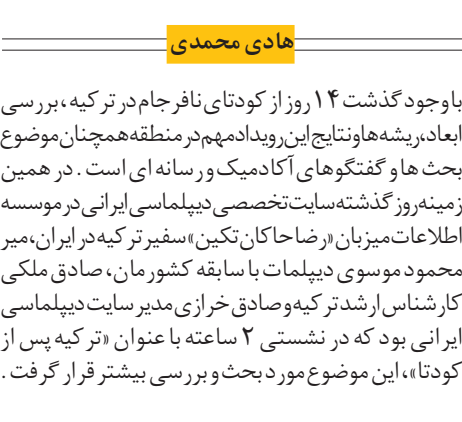 هادی محمدی
باوجود گذشت ۱۴ روز از کودتای نافرجام در ترکیه، بررسی
ابعاد، ریشه‌ها و نتایج این رویداد مهم در منطقه همچنان موضوع
بحث ها و گفتگوهای آکادمیک و رسانه ای است . در همین
زمینه روز گذشته سایت تخصصی دیپلماسی ایرانی در موسسه
اطلاعات میزبان «رضا حاکان تکین» سفیر ترکیه در ایران، میر
محمود موسوی دیپلمات با سابقه کشورمان، صادق ملکی
کارشناس ارشد ترکیه و صادق خرازی مدیر سایت دیپلماسی
ایرانی بود که در نشستی ۲ ساعته با عنوان «ترکیه پس از
کودتا»، این موضوع مورد بحث و بررسی بیشتر قرار گرفت .